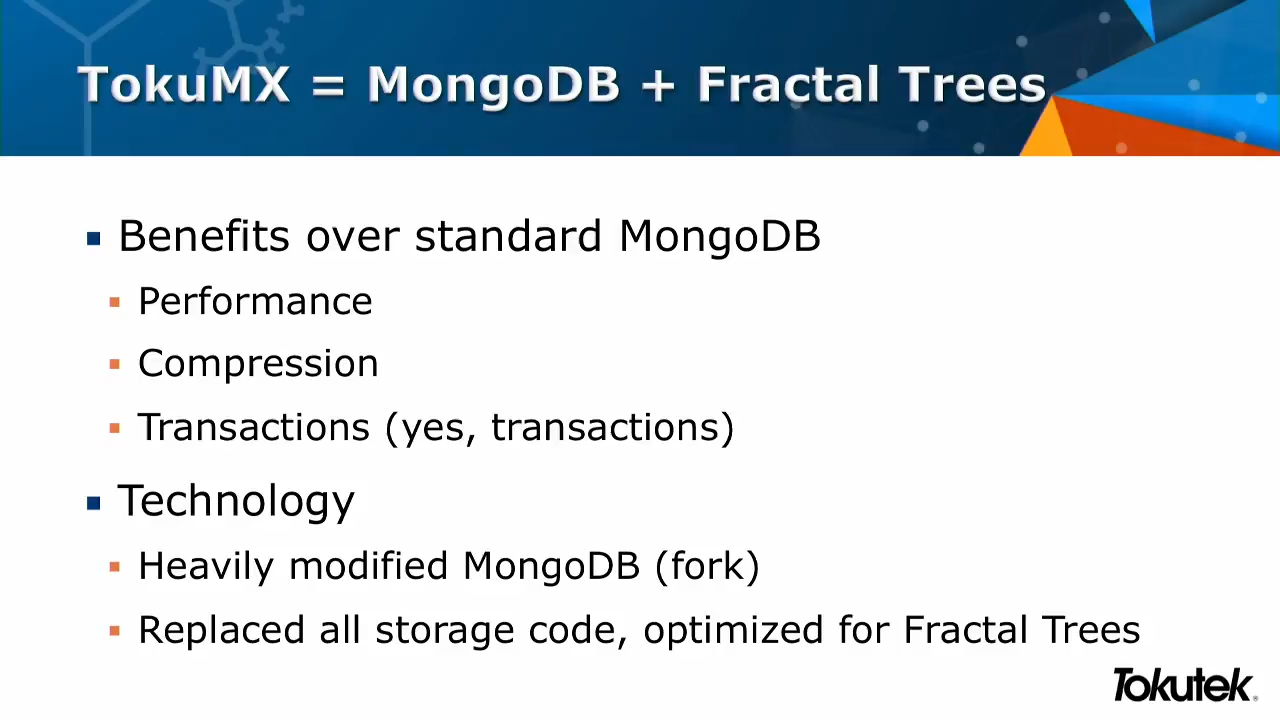 TokuMX = MongoDB + Fractal Trees
Benefits over standard MongoDB
Performance
Compression
Transactions (yes, transactions)
Technology
Heavily modified MongoDB (fork)
Replaced all storage code, optimized for Fractal Trees
Tokutek®